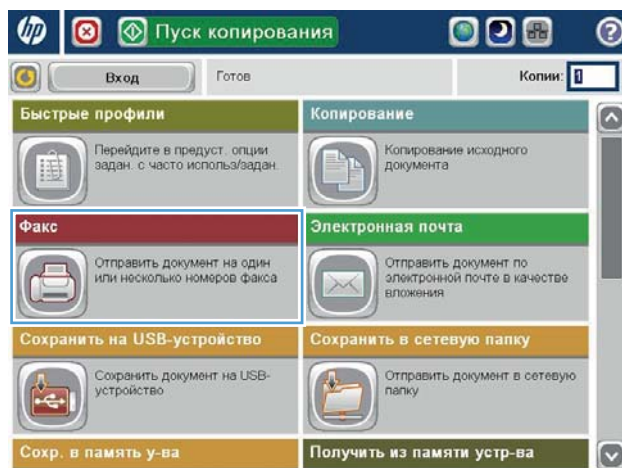 hp Пуск копирования ?
Вход Готов Копии: 1
Быстрые профили
Перейдите в предуст. опции
задан. с часто использ/задан.
Копирование
Копирование исходного
документа
Факс
Отправить документ на один
или несколько номеров факса
Электронная почта
Отправить документ по
электронной почте в качестве
вложения
Сохранить на USB-устройство
Сохранить документ на USB-
устройство
Сохранить в сетевую папку
Отправить документ в сетевую
папку
Сохр. в память у-ва
Получить из памяти устр-ва